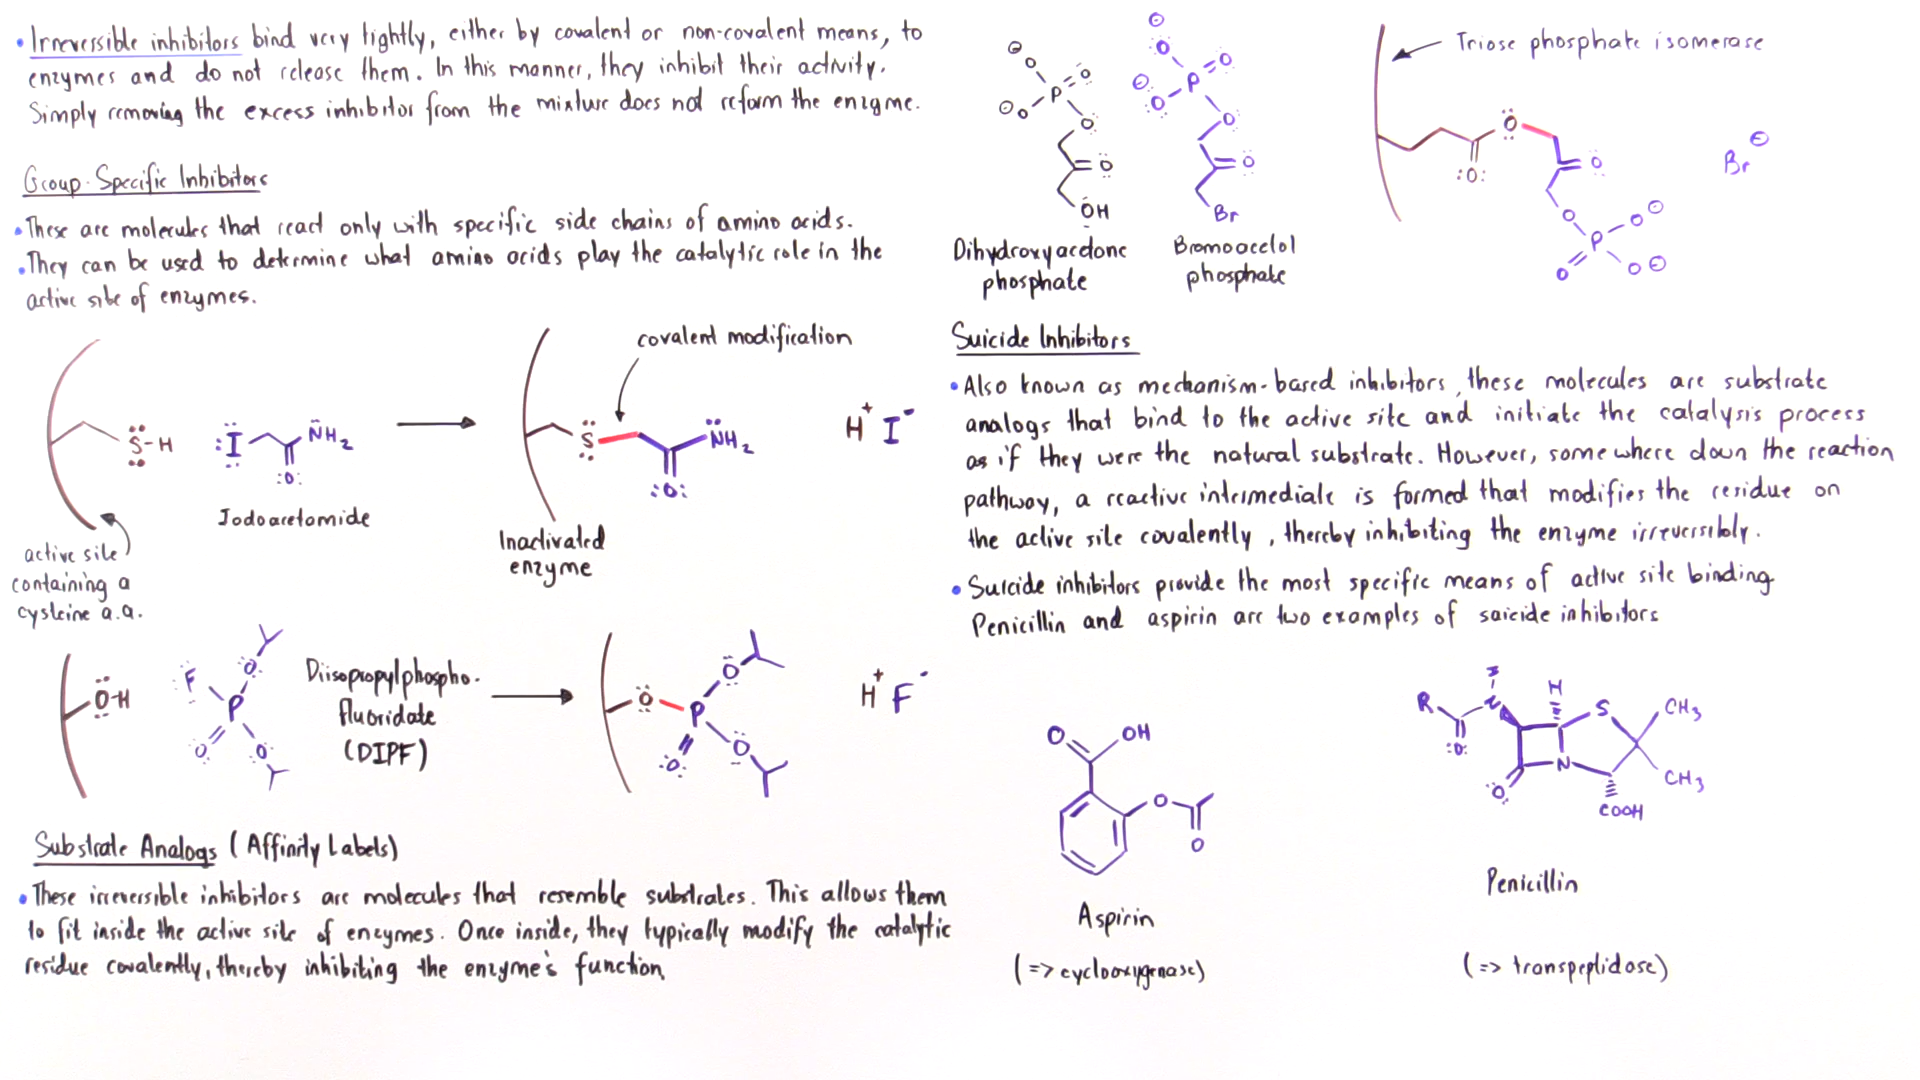 • Irreversible inhibitors bind very tightly, either by covalent or non-covalent means, to
enzymes and do not release them. In this manner, they inhibit their activity.
Simply removing the excess inhibitor from the mixture does not reform the enzyme.
Group-Specific Inhibitors
• These are molecules that react only with specific side chains of amino acids.
• They can be used to determine what amino acids play the catalytic role in the
active site of enzymes.
S-H
I
NH2
O
Iodoacetamide
active site
containing a
cysteine a.a.
covalent modification
S
NH2
O
Inactivated
enzyme
H+ I-
OH
F
O
P
O
O
Diisopropylphospho-
fluoridate
(DIPF)
O
P
O
O
O
H+ F-
Substrate Analogs (Affinity Labels)
• These irreversible inhibitors are molecules that resemble substrates. This allows them
to fit inside the active site of enzymes. Once inside, they typically modify the catalytic
residue covalently, thereby inhibiting the enzyme's function
O
O
P
O
O
O
OH
Dihydroxyacetone
phosphate
O
O
P
O
O
O
Br
Bromoacetol
phosphate
Triose phosphate isomerase
O
O
O
O
P
O
O
O
Br⊖
Suicide Inhibitors
• Also known as mechanism-based inhibitors, these molecules are substrate
analogs that bind to the active site and initiate the catalysis process
as if they were the natural substrate. However, somewhere down the reaction
pathway, a reactive intermediate is formed that modifies the residue on
the active site covalently, thereby inhibiting the enzyme irreversibly.
• Suicide inhibitors provide the most specific means of active site binding
Penicillin and aspirin are two examples of saicide inhibitors
O
OH
O
O
Aspirin
(=> cyclooxygenase)
R
O
N
H
H
S
CH3
CH3
N
O
COOH
Penicillin
(=> transpeptidase)